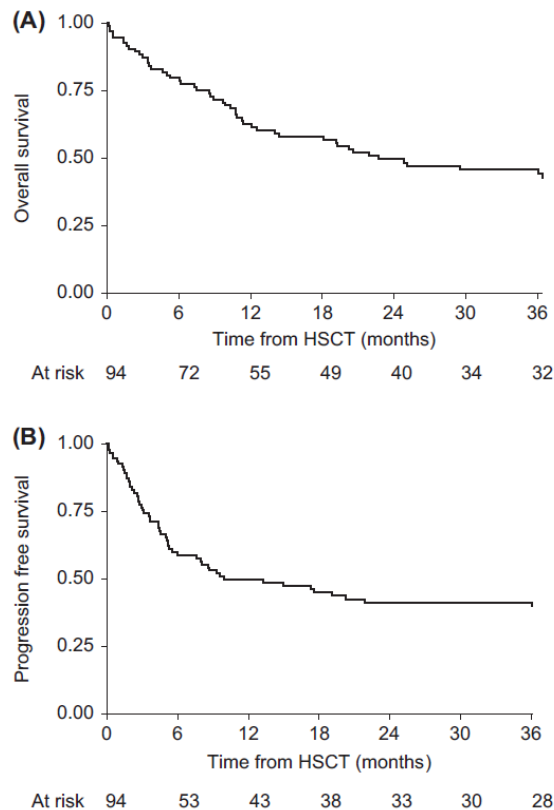 (A)
1.00
0.75
0.50
0.25
0.00
Overall survival
0 6 12 18 24 30 36
Time from HSCT (months)
At risk 94 72 55 49 40 34 32
(B)
1.00
0.75
0.50
0.25
0.00
Progression free survival
0 6 12 18 24 30 36
Time from HSCT (months)
At risk 94 53 43 38 33 30 28